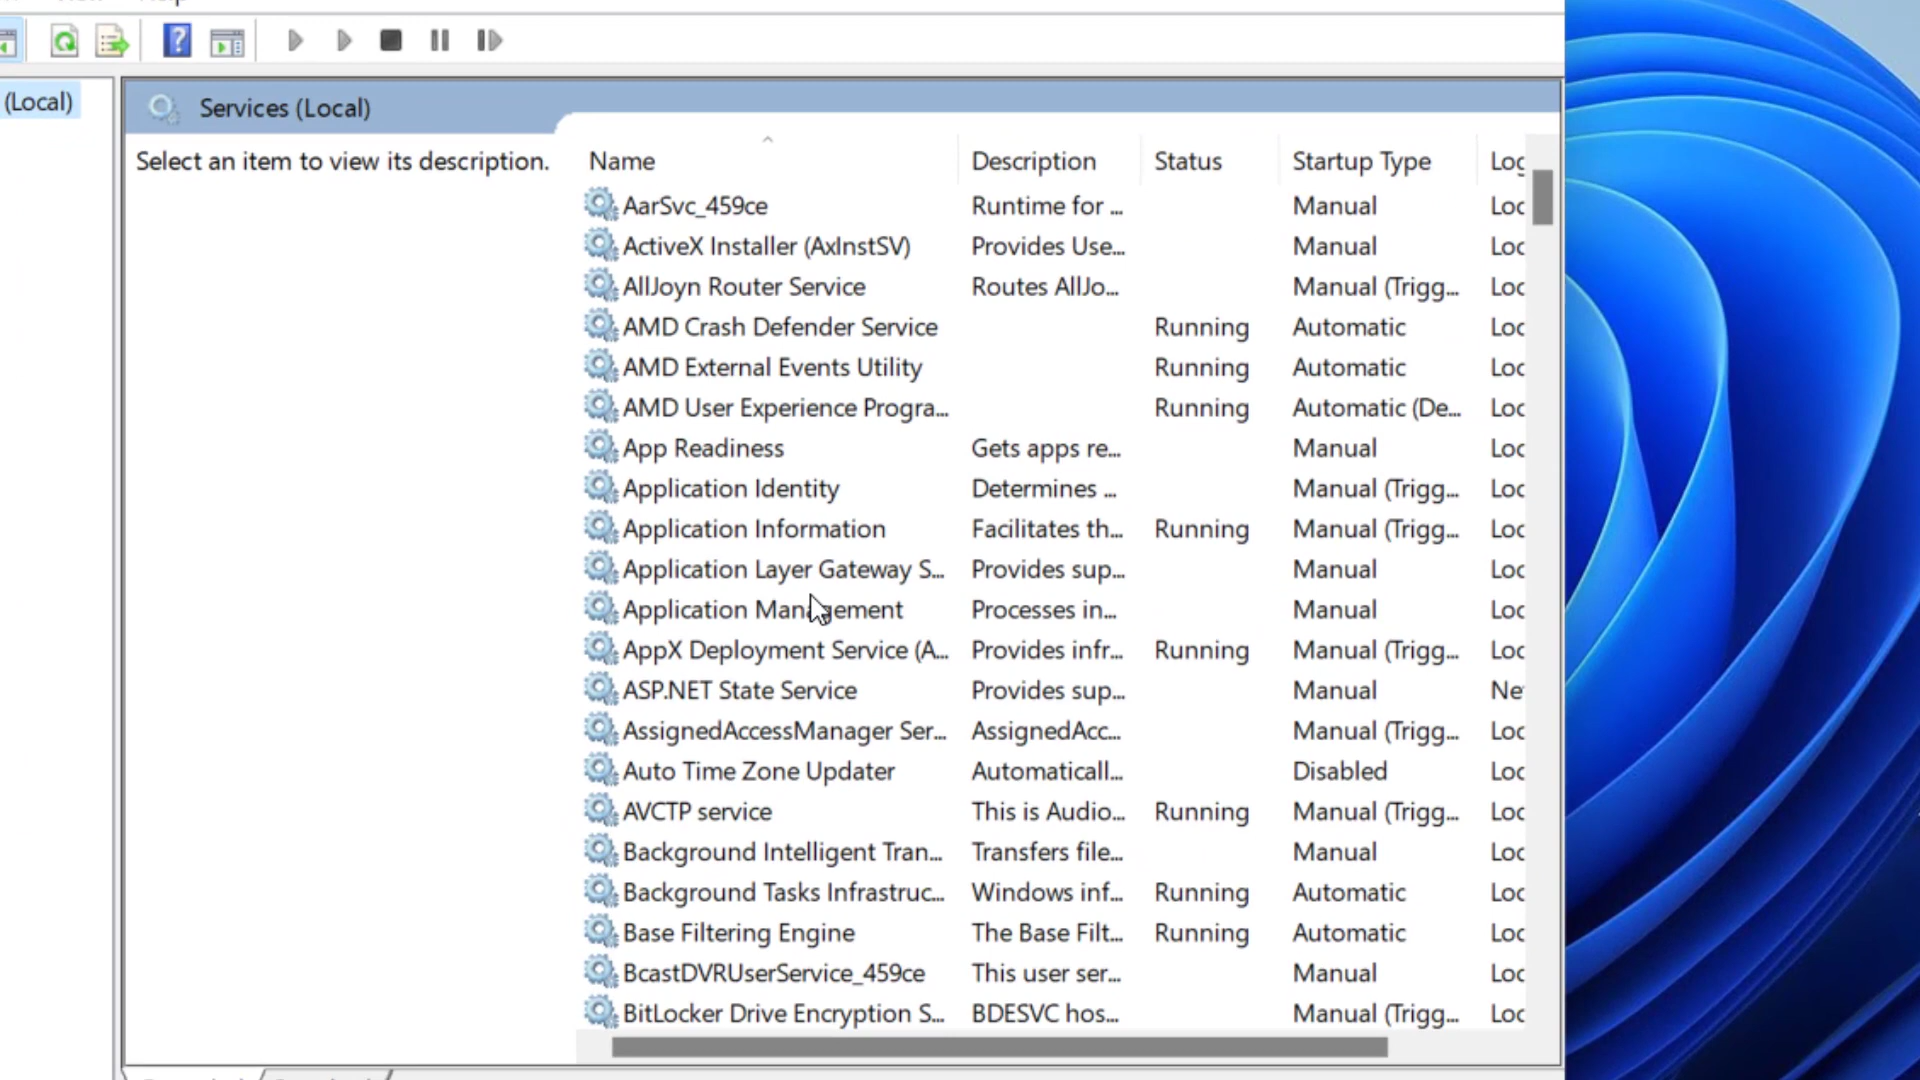 (Local)
Services (Local)
Select an item to view its description.
Name Description Status Startup Type Log
AarSvc_459ce Runtime for ... Manual Loc
ActiveX Installer (AxInstSV) Provides Use... Manual Loc
AllJoyn Router Service Routes AllJo... Manual (Trigg... Loc
AMD Crash Defender Service Running Automatic Loc
AMD External Events Utility Running Automatic Loc
AMD User Experience Progra... Running Automatic (De... Loc
App Readiness Gets apps re... Manual Loc
Application Identity Determines ... Manual (Trigg... Loc
Application Information Facilitates th... Running Manual (Trigg... Loc
Application Layer Gateway S... Provides sup... Manual Loc
Application Management Processes in... Manual Loc
AppX Deployment Service (A... Provides infr... Running Manual (Trigg... Loc
ASP.NET State Service Provides sup... Manual Ne
AssignedAccessManager Ser... AssignedAcc... Manual (Trigg... Loc
Auto Time Zone Updater Automaticall... Disabled Loc
AVCTP service This is Audio... Running Manual (Trigg... Loc
Background Intelligent Tran... Transfers file... Manual Loc
Background Tasks Infrastruc... Windows inf... Running Automatic Loc
Base Filtering Engine The Base Filt... Running Automatic Loc
BcastDVRUserService_459ce This user ser... Manual Loc
BitLocker Drive Encryption S... BDESVC hos... Manual (Trigg... Loc